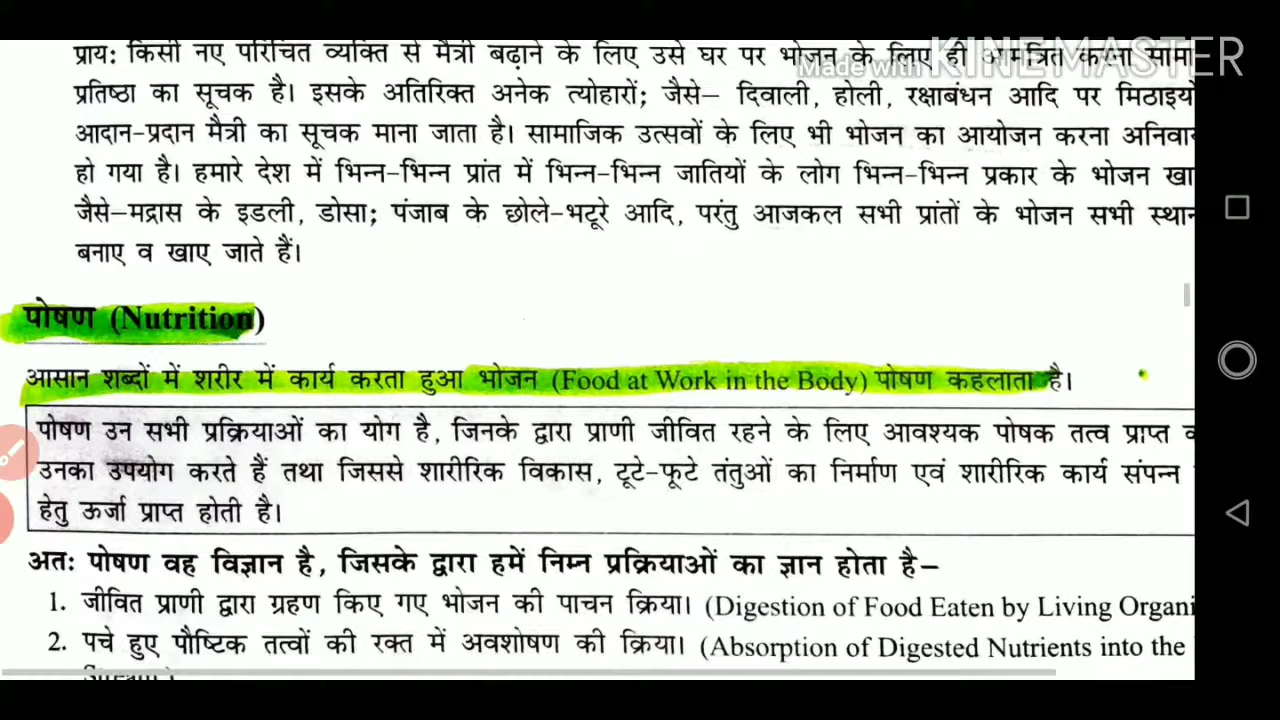 प्रायः किसी नए परिचित व्यक्ति से मैत्री बढ़ाने के लिए उसे घर पर भोजन के लिए ही आमंत्रित करना
Made with KINEMASTER
प्रतिष्ठा का सूचक है। इसके अतिरिक्त अनेक त्योहारों; जैसे– दिवाली, होली, रक्षाबंधन आदि पर
आदान-प्रदान मैत्री का सूचक माना जाता है। सामाजिक उत्सवों के लिए भी भोजन का आयोजन करना
हो गया है। हमारे देश में भिन्न-भिन्न प्रांत में भिन्न-भिन्न जातियों के लोग भिन्न-भिन्न प्रकार के भोजन
जैसे–मद्रास के इडली, डोसा; पंजाब के छोले-भटूरे आदि, परंतु आजकल सभी प्रांतों के भोजन सभी
बनाए व खाए जाते हैं।
पोषण (Nutrition)
आसान शब्दों में शरीर में कार्य करता हुआ भोजन (Food at Work in the Body) पोषण कहलाता है।
पोषण उन सभी प्रक्रियाओं का योग है, जिनके द्वारा प्राणी जीवित रहने के लिए आवश्यक पोषक तत्व प्राप्त
उनका उपयोग करते हैं तथा जिससे शारीरिक विकास, टूटे-फूटे तंतुओं का निर्माण एवं शारीरिक कार्य संपन्न
हेतु ऊर्जा प्राप्त होती है।
अतः पोषण वह विज्ञान है, जिसके द्वारा हमें निम्न प्रक्रियाओं का ज्ञान होता है–
1. जीवित प्राणी द्वारा ग्रहण किए गए भोजन की पाचन क्रिया। (Digestion of Food Eaten by Living
2. पचे हुए पौष्टिक तत्वों की रक्त में अवशोषण की क्रिया। (Absorption of Digested Nutrients into the